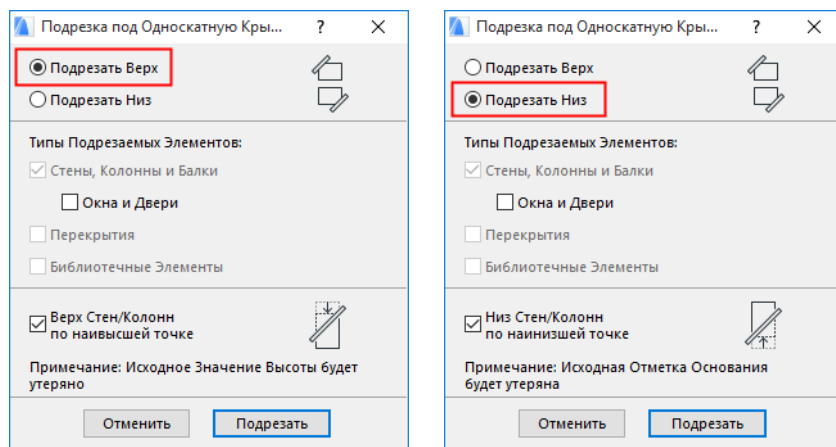 Подрезка под Односкатную Кры...
?
Подрезать Верх
Подрезать Низ
Типы Подрезаемых Элементов:
Стены, Колонны и Балки
Окна и Двери
Перекрытия
Библиотечные Элементы
Верх Стен/Колонн
по наивысшей точке
Примечание: Исходное Значение Высоты будет
утеряно
Отменить
Подрезать
Подрезка под Односкатную Кры...
?
Подрезать Верх
Подрезать Низ
Типы Подрезаемых Элементов:
Стены, Колонны и Балки
Окна и Двери
Перекрытия
Библиотечные Элементы
Низ Стен/Колонн
по наинизшей точке
Примечание: Исходная Отметка Основания
будет утеряна
Отменить
Подрезать